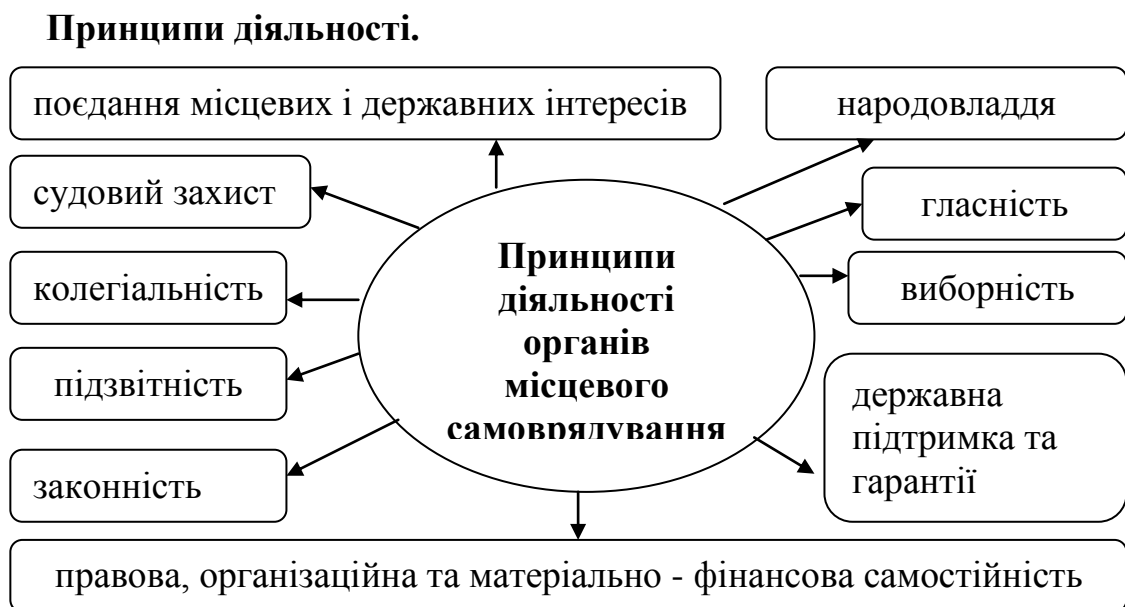 Принципи діяльності.
поєдання місцевих і державних інтересів
народовладдя
судовий захист
гласність
колегіальність
виборність
Принципи
діяльності
органів
місцевого
самоврядування
підзвітність
державна
підтримка та
гарантії
законність
правова, організаційна та матеріально - фінансова самостійність